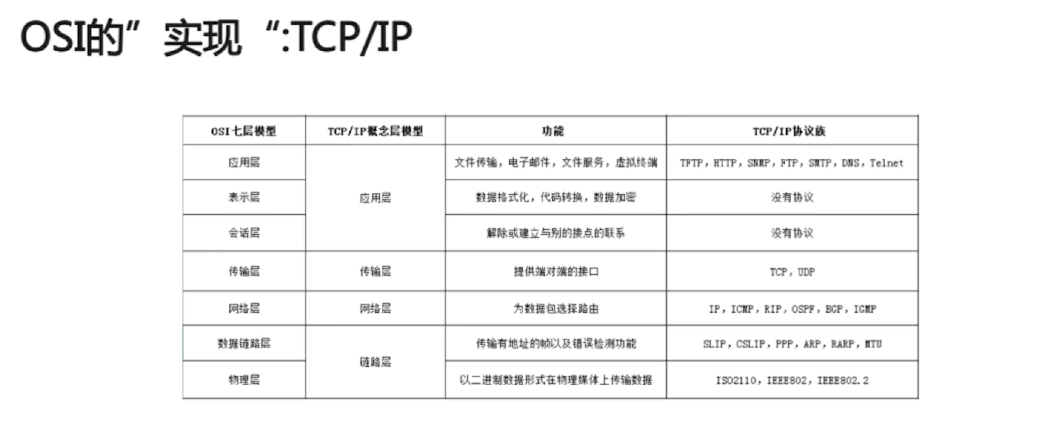 OSI的”实现“:TCP/IP
OSI七层模型 TCP/IP概念层模型 功能 TCP/IP协议族
应用层 文件传输，电子邮件，文件服务，虚拟终端 TFTP，HTTP，SNMP，FTP，SMTP，DNS，Telnet
表示层 应用层 数据格式化，代码转换，数据加密 没有协议
会话层 解除或建立与别的接点的联系 没有协议
传输层 传输层 提供端对端的接口 TCP，UDP
网络层 网络层 为数据包选择路由 IP，ICMP，RIP，OSPF，BGP，IGMP
数据链路层 传输有地址的帧以及错误检测功能 SLIP，CSLIP，PPP，ARP，RARP，MTU
链路层
物理层 以二进制数据形式在物理媒体上传输数据 ISO2110，IEEE802，IEEE802.2